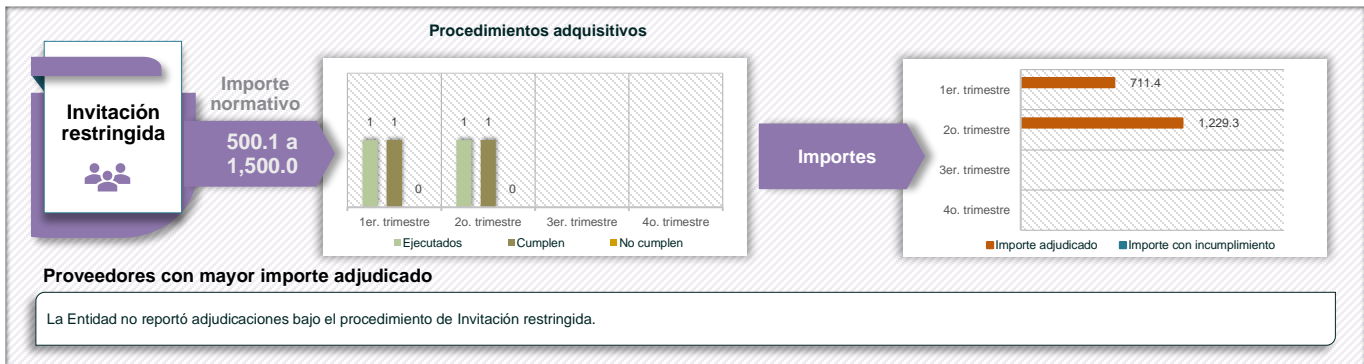 Procedimientos adquisitivos
Invitación
restringida
Importe
normativo
500.1 a
1,500.0
1 1
0
1 1
0
1er. trimestre 2o. trimestre 3er. trimestre 4o. trimestre
Ejecutados Cumplen No cumplen
Importes
1er. trimestre 711.4
2o. trimestre 1,229.3
3er. trimestre
4o. trimestre
Importe adjudicado Importe con incumplimiento
Proveedores con mayor importe adjudicado
La Entidad no reportó adjudicaciones bajo el procedimiento de Invitación restringida.